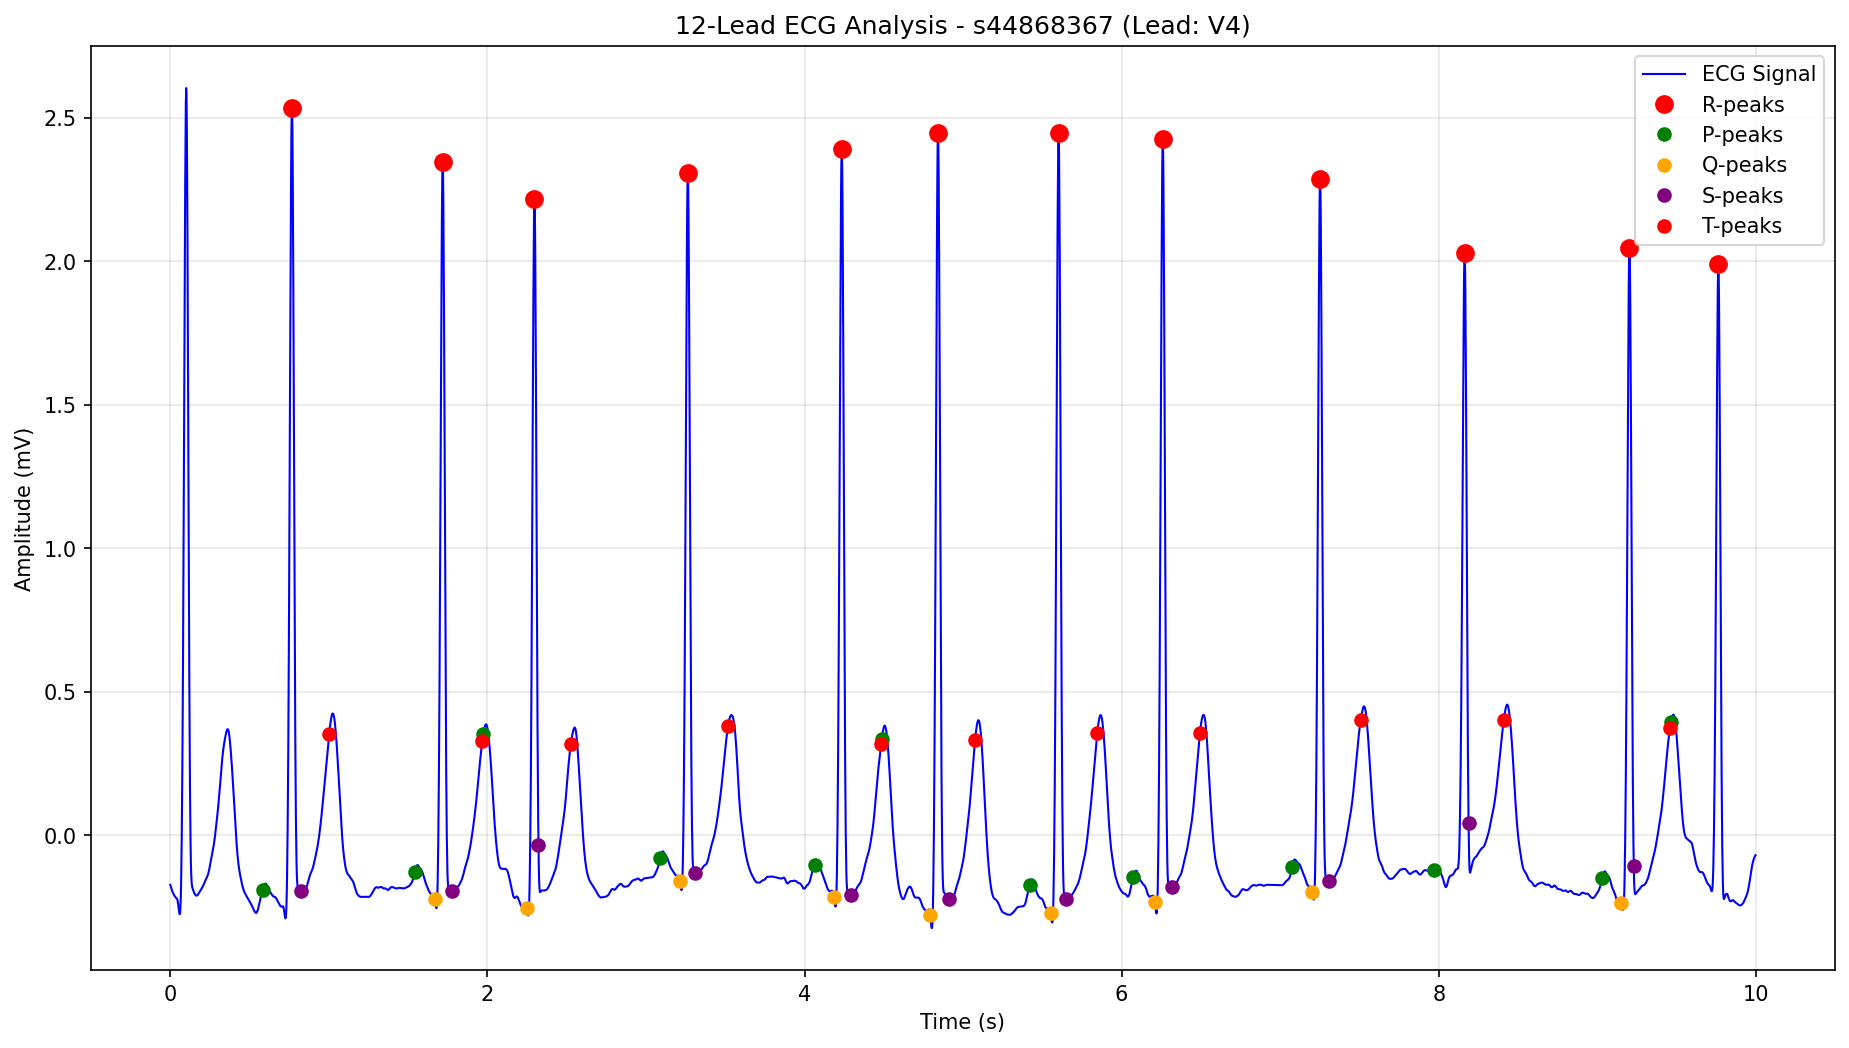 12-Lead ECG Analysis - s44868367 (Lead: V4)
ECG Signal
R-peaks
P-peaks
Q-peaks
S-peaks
T-peaks
Amplitude (mV)
2.5
2.0
1.5
1.0
0.5
0.0
0 2 4 6 8 10
Time (s)